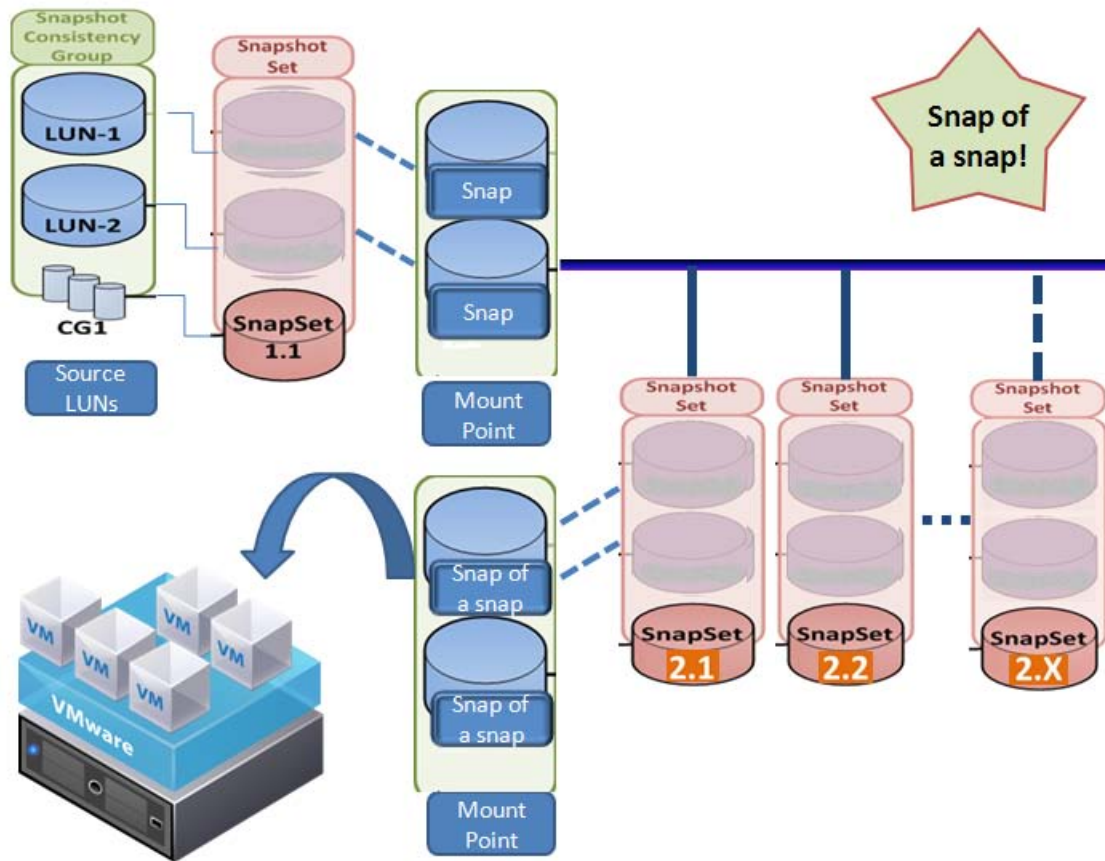 Snapshot
Consistency
Group
LUN-1
LUN-2
CG1
Source
LUNs
Snapshot
Set
SnapSet
1.1
Snap
Snap
Mount
Point
Snap of
a snap!
Snapshot
Set
SnapSet
2.1
Snapshot
Set
SnapSet
2.2
Snapshot
Set
SnapSet
2.X
Snap of
a snap
Snap of
a snap
Mount
Point
VM
VM
VM
VM
VM
VM
VMware